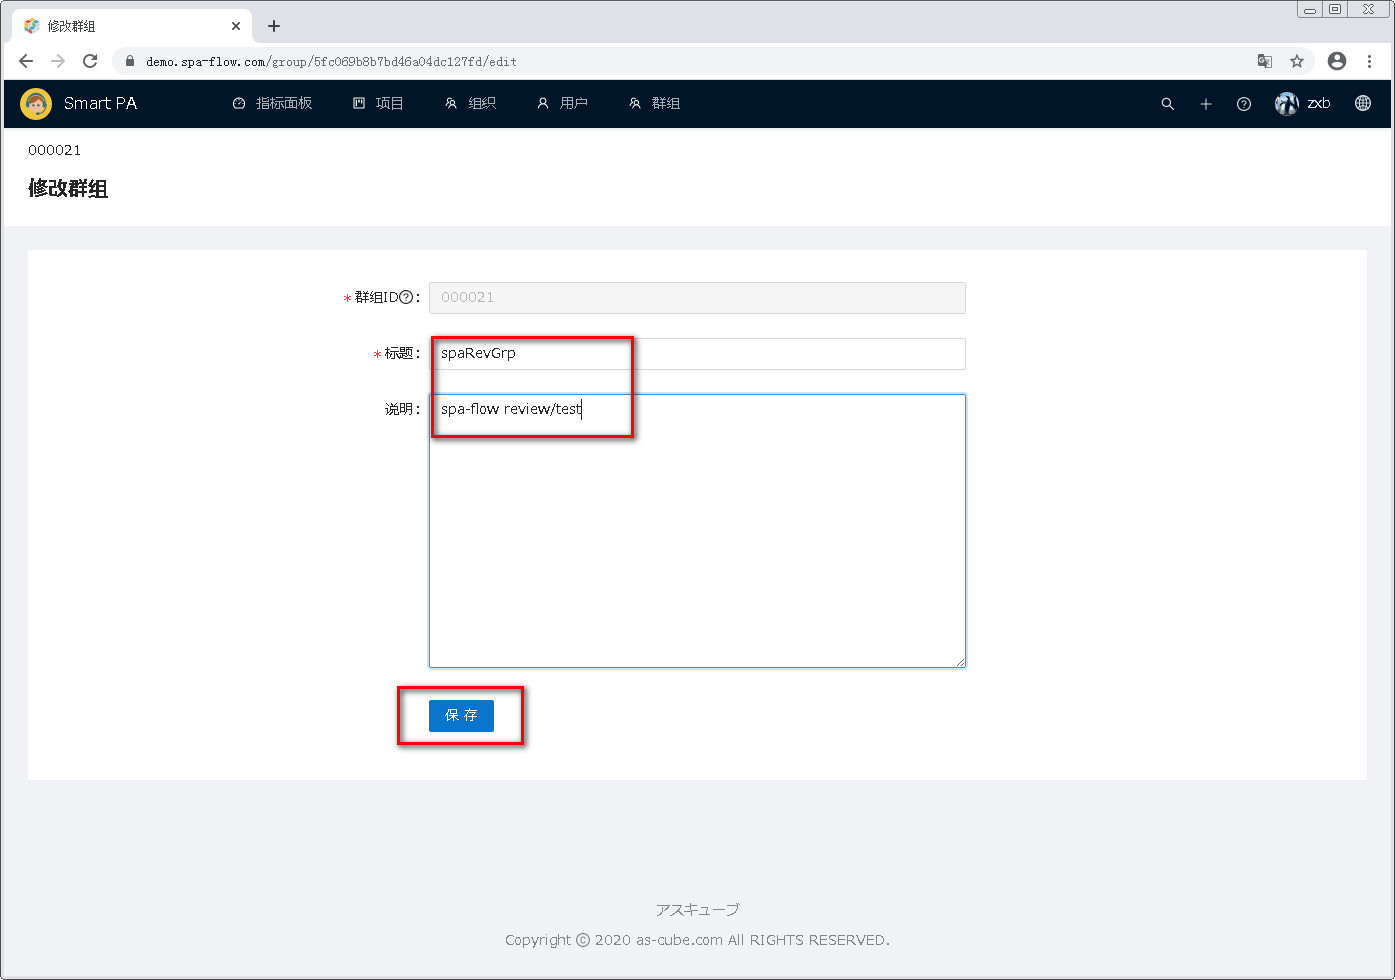 修改群组
demo.spa-flow.com/group/5fc069b8b7bd46a04dc127fd/edit
Smart PA 指标面板 项目 组织 用户 群组 zxb
000021
修改群组
* 群组ID: 000021
* 标题: spaRevGrp
说明: spa-flow review/test
保 存
アスキューブ
Copyright © 2020 as-cube.com All RIGHTS RESERVED.